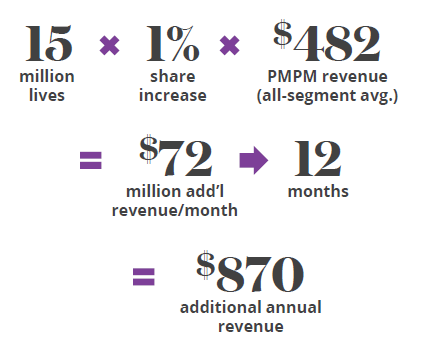 15 × 1% × $482
million lives share increase PMPM revenue (all-segment avg.)
= $72 → 12
million add'l revenue/month months
= $870
additional annual revenue